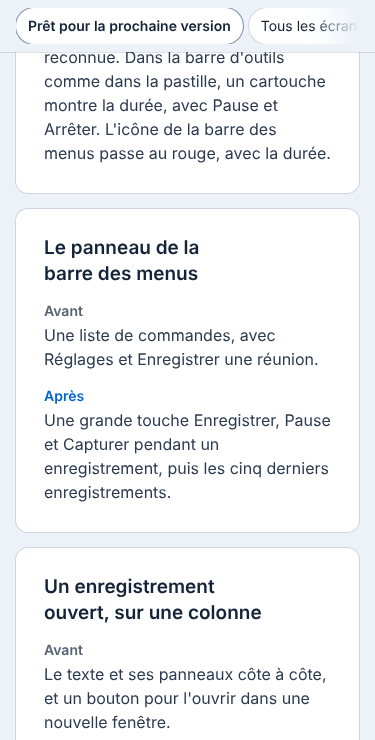 Prêt pour la prochaine version
Tous les écran
reconnue. Dans la barre d'outils
comme dans la pastille, un cartouche
montre la durée, avec Pause et
Arrêter. L'icône de la barre des
menus passe au rouge, avec la durée.
Le panneau de la
barre des menus
Avant
Une liste de commandes, avec
Réglages et Enregistrer une réunion.
Après
Une grande touche Enregistrer, Pause
et Capturer pendant un
enregistrement, puis les cinq derniers
enregistrements.
Un enregistrement
ouvert, sur une colonne
Avant
Le texte et ses panneaux côte à côte,
et un bouton pour l'ouvrir dans une
nouvelle fenêtre.